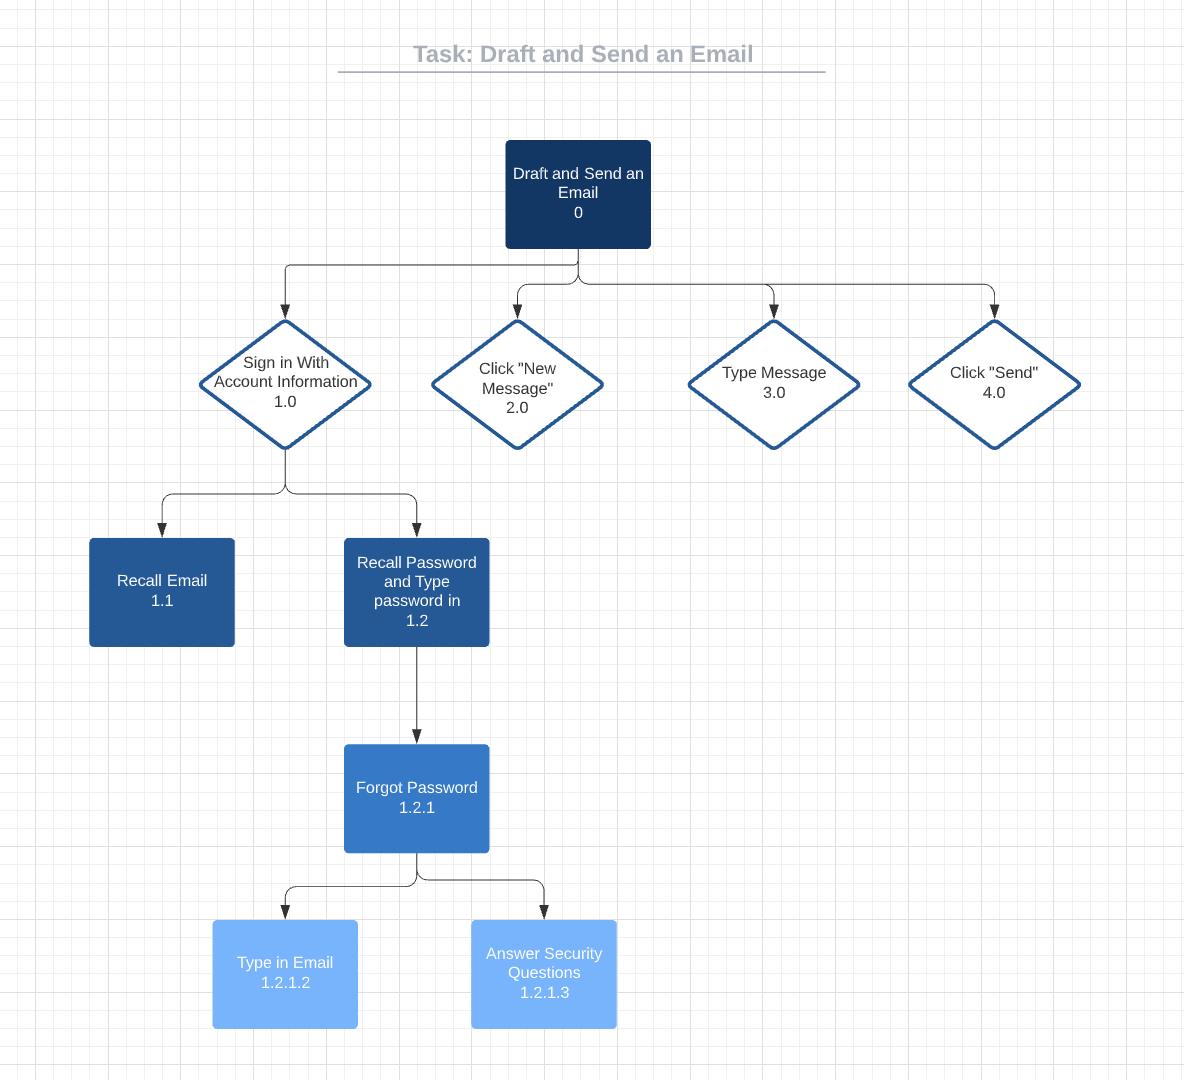 Task: Draft and Send an Email
Draft and Send an
Email
0
Sign in With
Account Information
1.0
Click "New
Message"
2.0
Type Message
3.0
Click "Send"
4.0
Recall Email
1.1
Recall Password
and Type
password in
1.2
Forgot Password
1.2.1
Type in Email
1.2.1.2
Answer Security
Questions
1.2.1.3